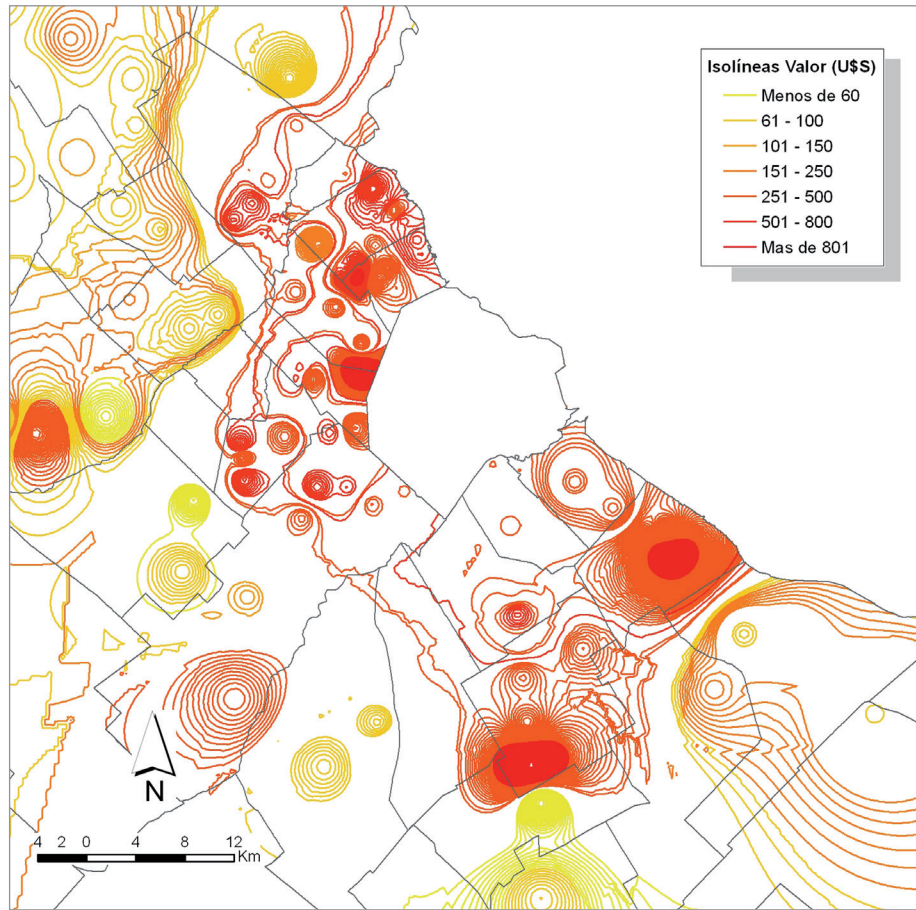 Isolíneas Valor (U$S)
Menos de 60
61 - 100
101 - 150
151 - 250
251 - 500
501 - 800
Mas de 801
N
4 2 0 4 8 12
Km